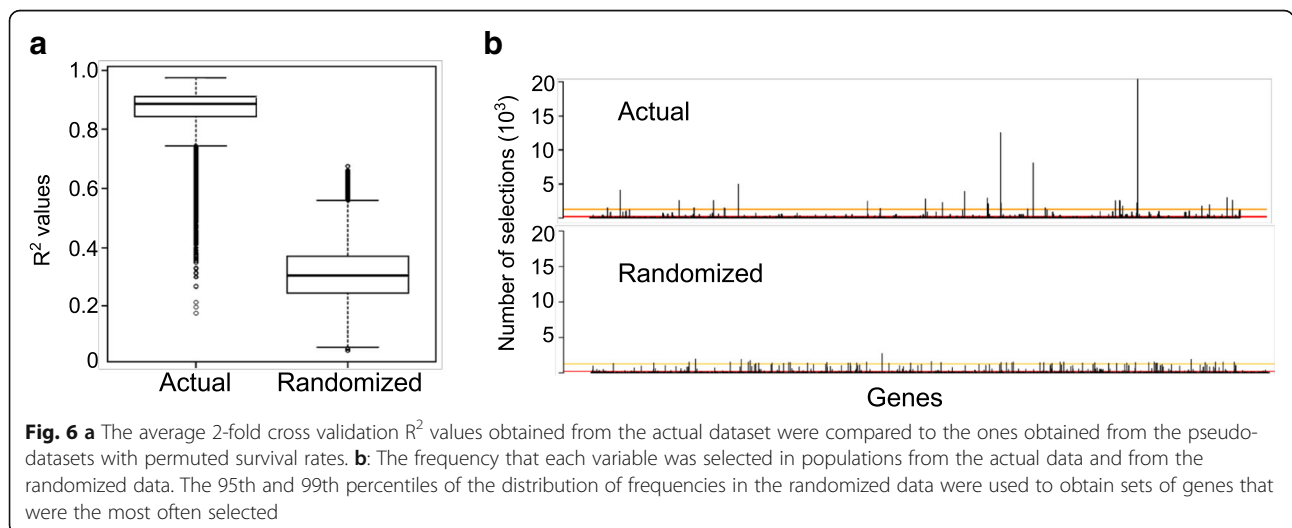 a
b
1.0
0.8
0.6
0.4
0.2
0
R² values
Actual
Randomized
Number of selections (10³)
20
15
10
5
Actual
20
15
10
5
Randomized
Genes
Fig. 6 a The average 2-fold cross validation R² values obtained from the actual dataset were compared to the ones obtained from the pseudo-
datasets with permuted survival rates. b: The frequency that each variable was selected in populations from the actual data and from the
randomized data. The 95th and 99th percentiles of the distribution of frequencies in the randomized data were used to obtain sets of genes that
were the most often selected